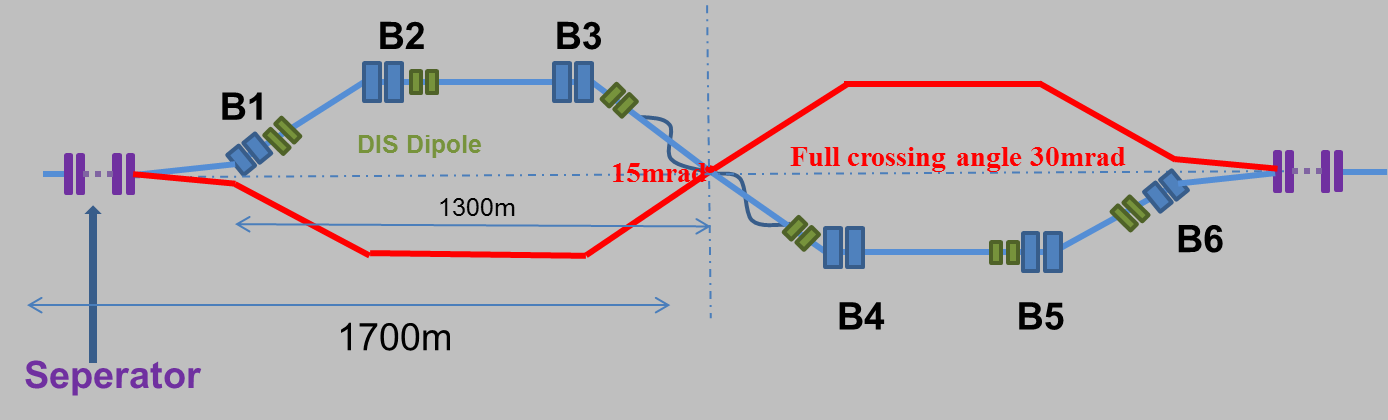 B2
B3
B1
DIS Dipole
15mrad
Full crossing angle 30mrad
1300m
B6
B4
B5
1700m
Seperator